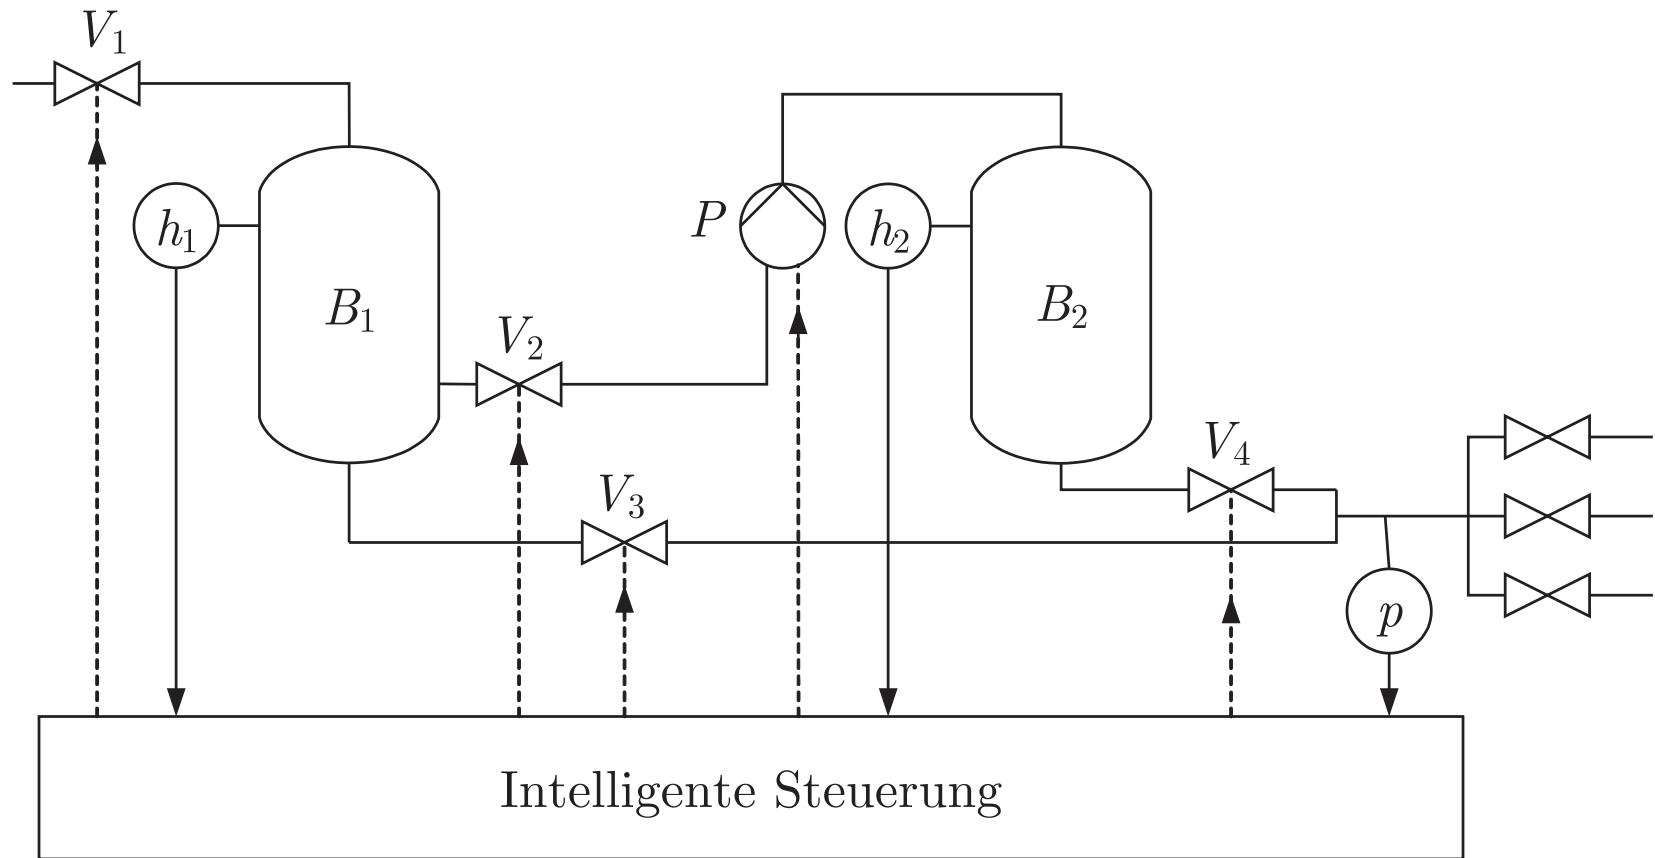 V₁
h₁
B₁
V₂
P
h₂
B₂
V₃
V₄
p
Intelligente Steuerung